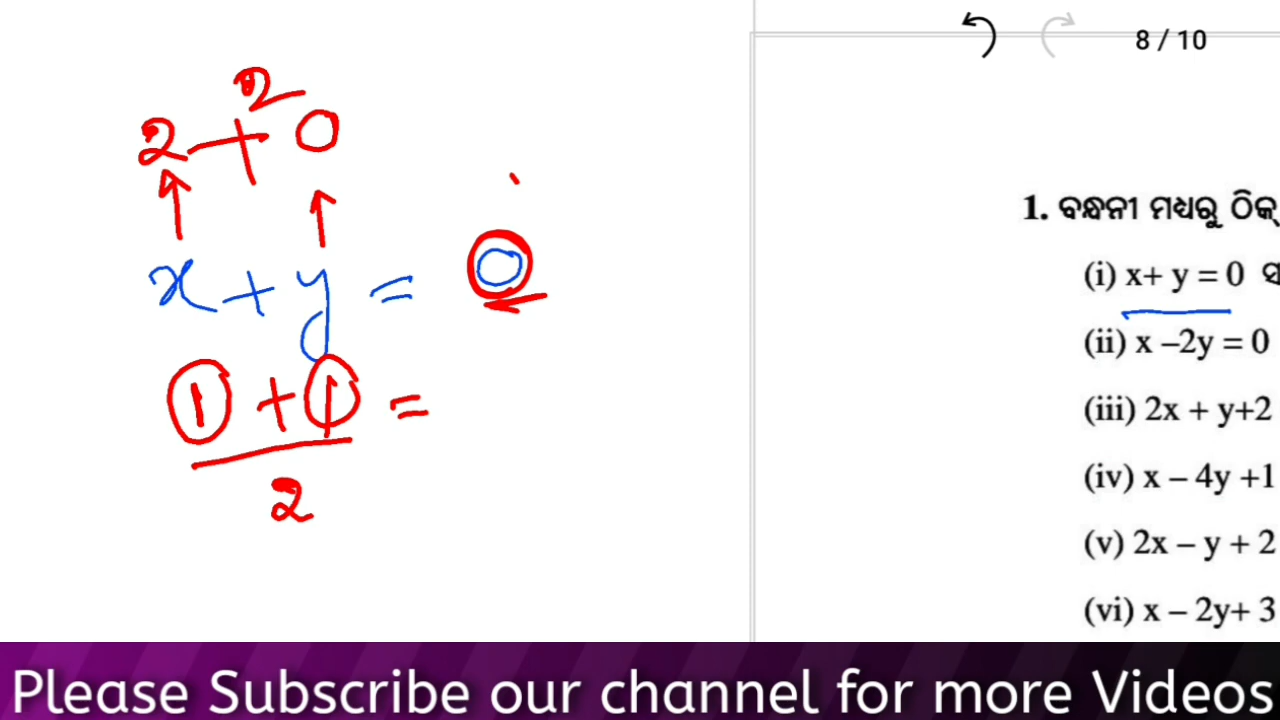 2
2 + 0
x + y = 0
1 + 1 =
2
8 / 10
1. ବନ୍ଧନୀ ମଧ୍ୟରୁ ଠିକ୍
(i) x+ y = 0
(ii) x –2y = 0
(iii) 2x + y+2
(iv) x – 4y +1
(v) 2x – y + 2
(vi) x – 2y+ 3
Please Subscribe our channel for more Videos